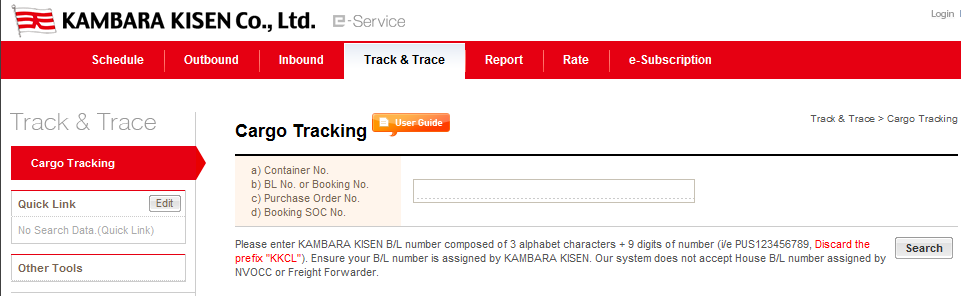 KAMBARA KISEN Co., Ltd. e-Service
Login
Schedule Outbound Inbound Track & Trace Report Rate e-Subscription
Track & Trace
Cargo Tracking
Quick Link Edit
No Search Data.(Quick Link)
Other Tools
Cargo Tracking User Guide
Track & Trace > Cargo Tracking
a) Container No.
b) BL No. or Booking No.
c) Purchase Order No.
d) Booking SOC No.
Please enter KAMBARA KISEN B/L number composed of 3 alphabet characters + 9 digits of number (i/e PUS123456789, Discard the
prefix "KKCL"). Ensure your B/L number is assigned by KAMBARA KISEN. Our system does not accept House B/L number assigned by
NVOCC or Freight Forwarder.
Search